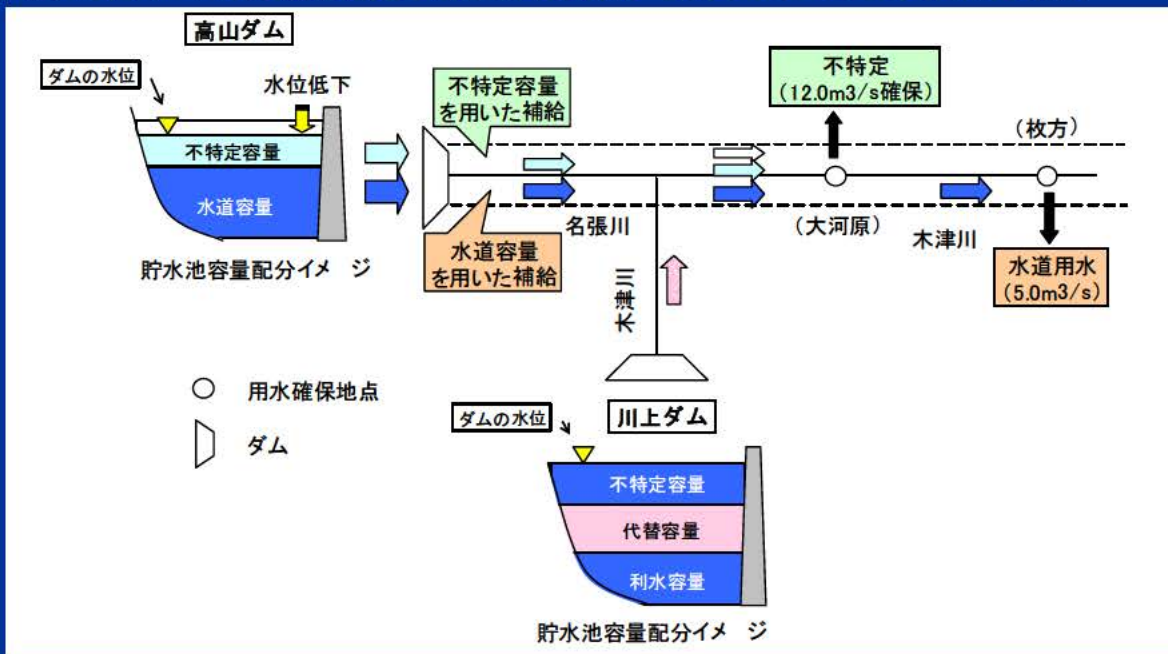 高山ダム
ダムの水位
水位低下
不特定容量
水道容量
貯水池容量配分イメージ
不特定容量
を用いた補給
水道容量
を用いた補給
名張川
不特定
(12.0m3/s確保)
(枚方)
(大河原)
木津川
水道用水
(5.0m3/s)
木津川
用水確保地点
ダム
ダムの水位
川上ダム
不特定容量
代替容量
利水容量
貯水池容量配分イメージ